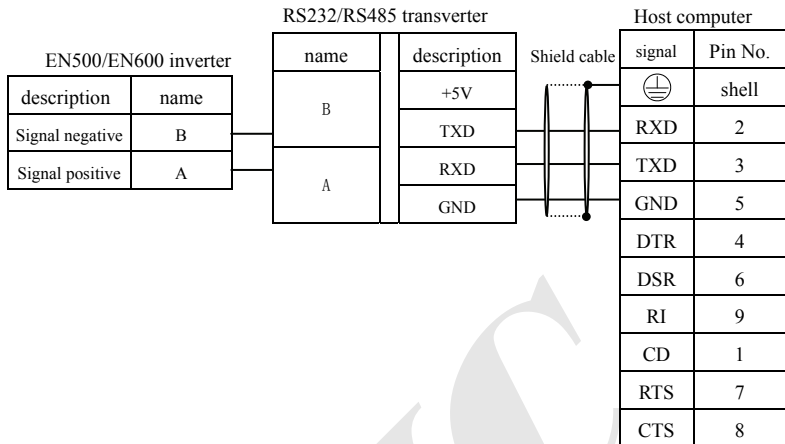 RS232/RS485 transverter
Host computer
EN500/EN600 inverter
name
description
Shield cable
signal
Pin No.
description
name
B
+5V
shell
Signal negative
B
TXD
RXD
2
Signal positive
A
A
RXD
TXD
3
GND
GND
5
DTR
4
DSR
6
RI
9
CD
1
RTS
7
CTS
8